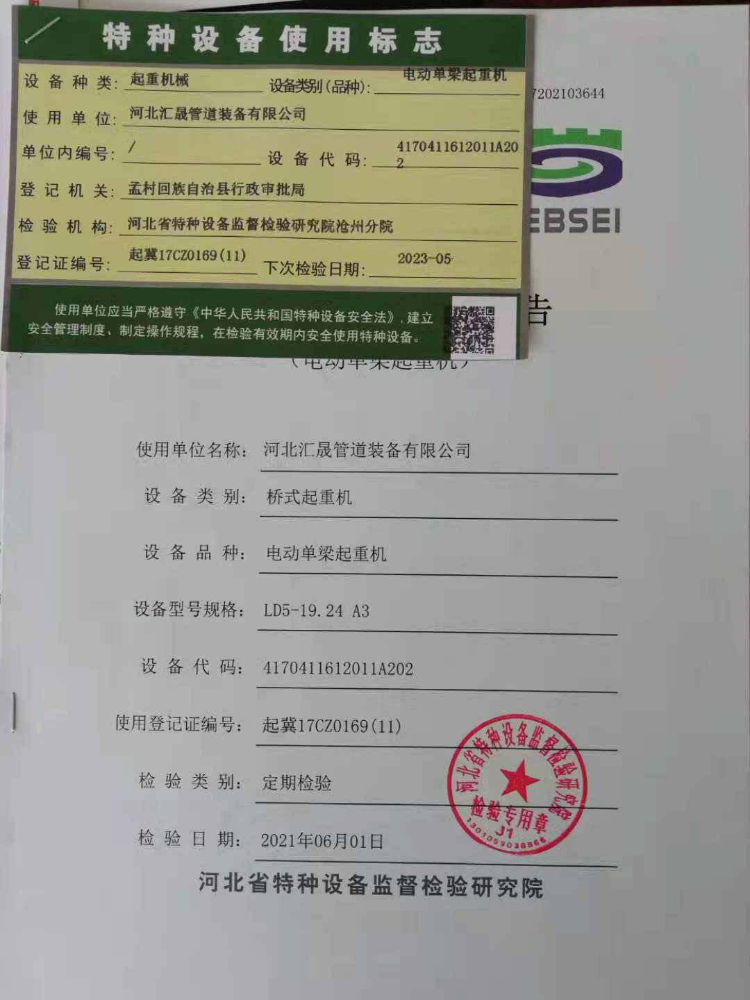 特种设备使用标志
设备种类: 起重机械 设备类别(品种): 电动单梁起重机
使用单位: 河北汇晟管道装备有限公司
单位内编号: / 设备代码: 4170411612011A202
登记机关: 孟村回族自治县行政审批局
检验机构: 河北省特种设备监督检验研究院沧州分院
登记证编号: 起冀17CZ0169(11) 下次检验日期: 2023-05
使用单位应当严格遵守《中华人民共和国特种设备安全法》,建立
安全管理制度、制定操作规程，在检验有效期内安全使用特种设备。
7202103644
EBSEI
告
(电动单梁起重机)
使用单位名称: 河北汇晟管道装备有限公司
设备类别: 桥式起重机
设备品种: 电动单梁起重机
设备型号规格: LD5-19.24 A3
设备代码: 4170411612011A202
使用登记证编号: 起冀17CZ0169(11)
检验类别: 定期检验
检验日期: 2021年06月01日
河北省特种设备监督检验研究院
检验专用章
J1
1301059038866
河北省特种设备监督检验研究院